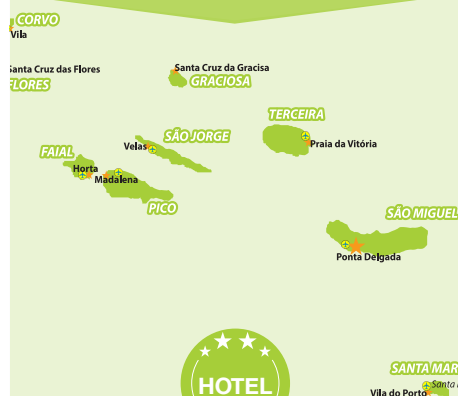 CORVO
Vila
Santa Cruz das Flores
FLORES
Santa Cruz da Gracisa
GRACIOSA
TERCEIRA
Praia da Vitória
SÃO JORGE
Velas
FAIAL
Horta
Madalena
PICO
SÃO MIGUEL
Ponta Delgada
HOTEL
SANTA MAR
Santa
Vila do Porto